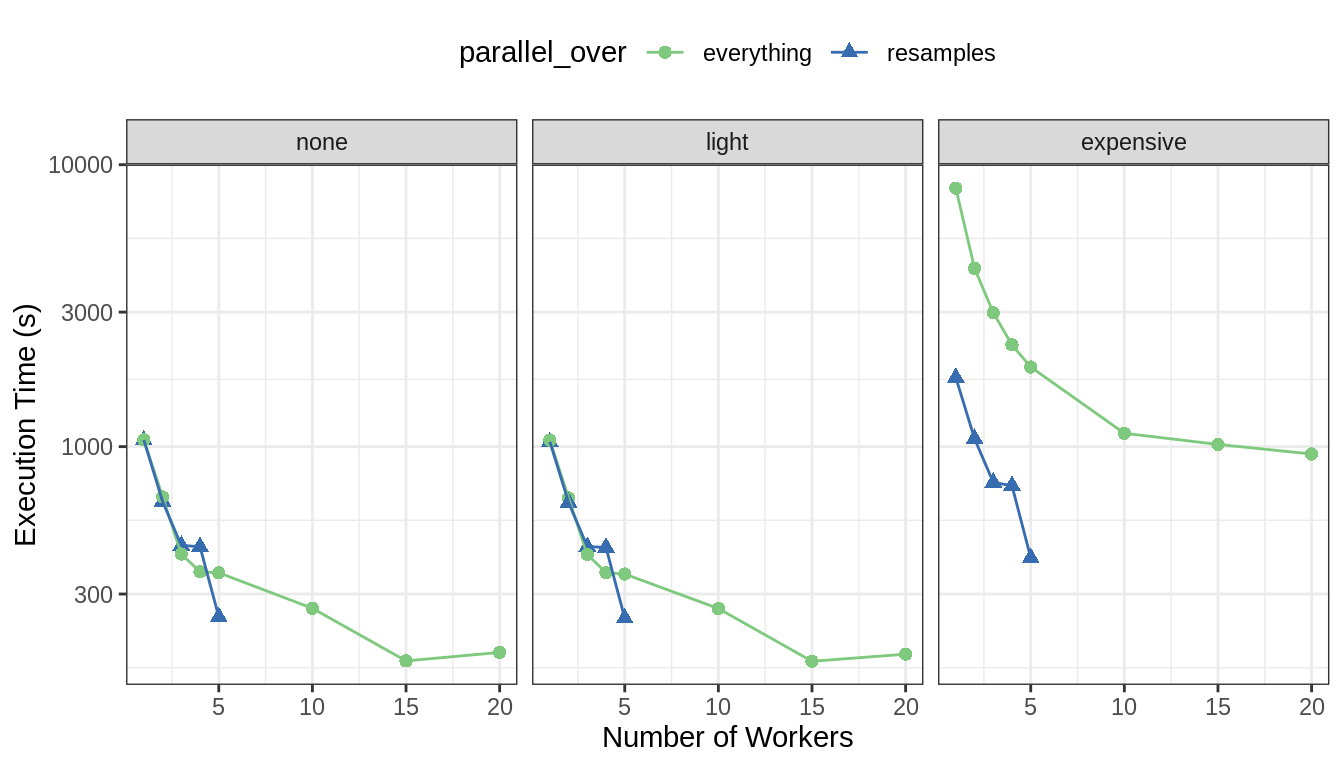 parallel_over everything resamples
none light expensive
Execution Time (s)
10000
3000
1000
300
5 10 15 20 5 10 15 20 5 10 15 20
Number of Workers